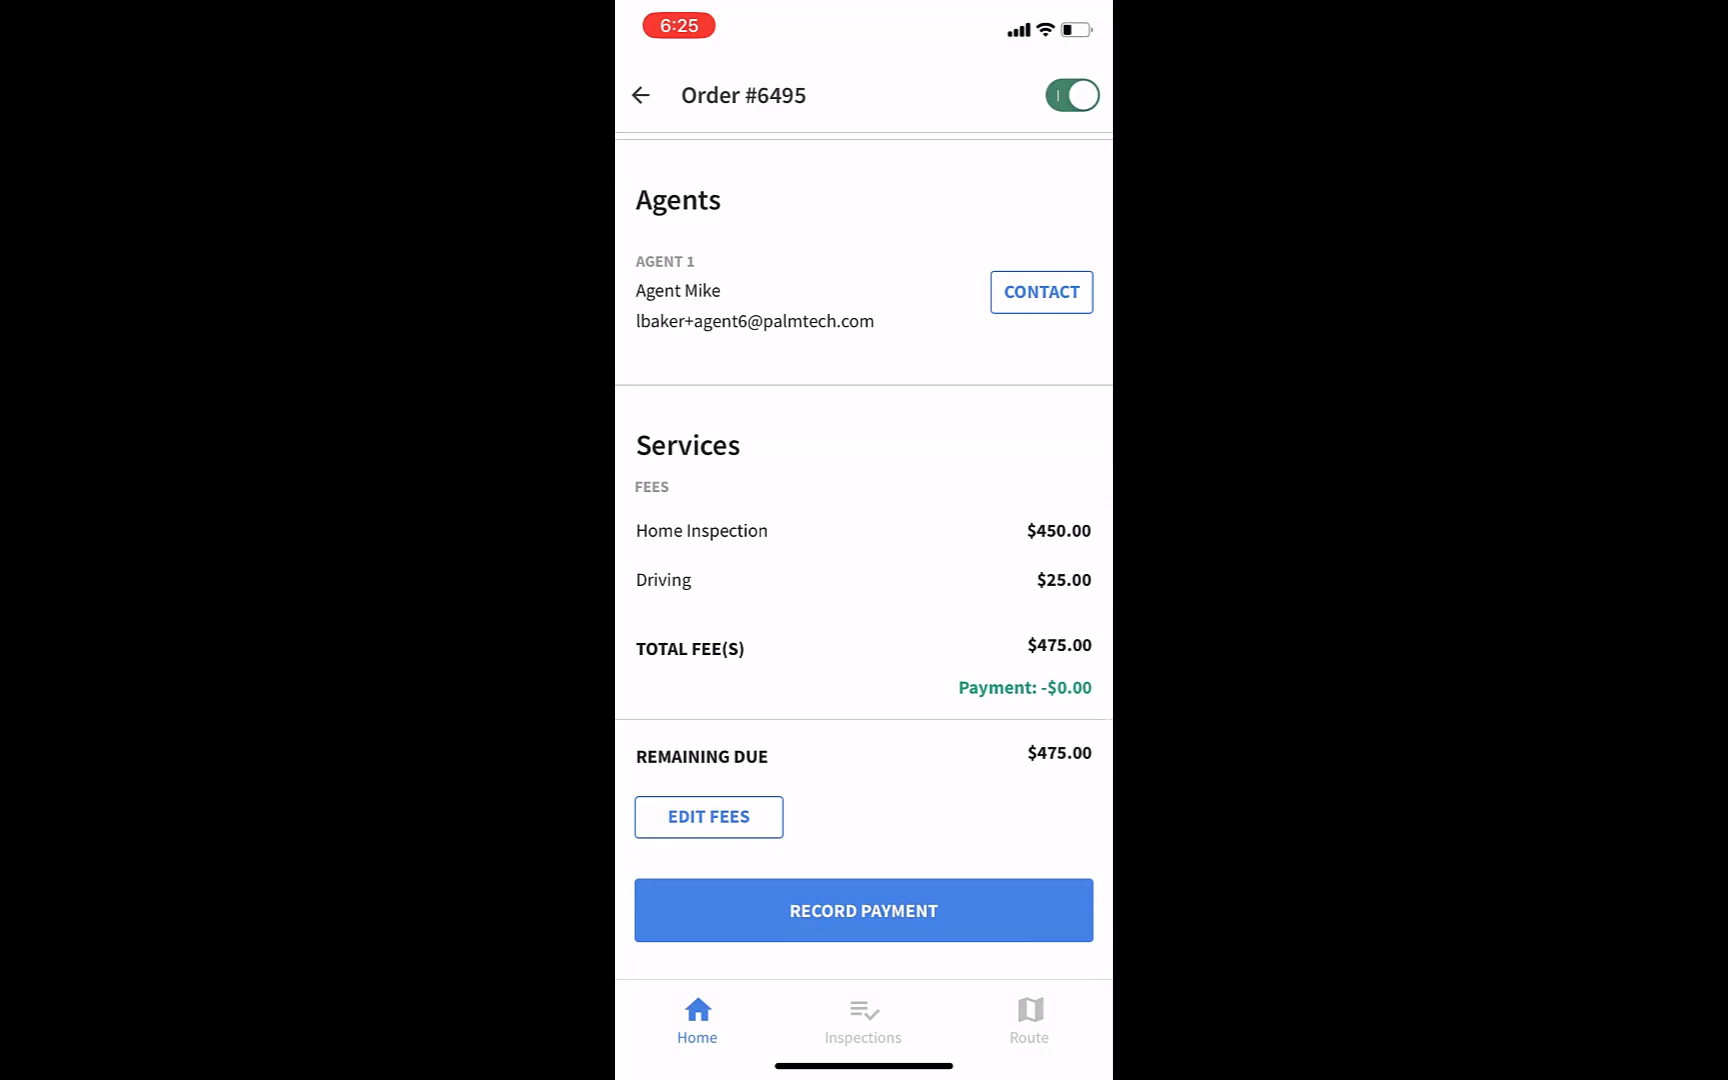 6:25
Order #6495
Agents
AGENT 1
Agent Mike
lbaker+agent6@palmtech.com
CONTACT
Services
FEES
Home Inspection $450.00
Driving $25.00
TOTAL FEE(S) $475.00
Payment: -$0.00
REMAINING DUE $475.00
EDIT FEES
RECORD PAYMENT
Home Inspections Route